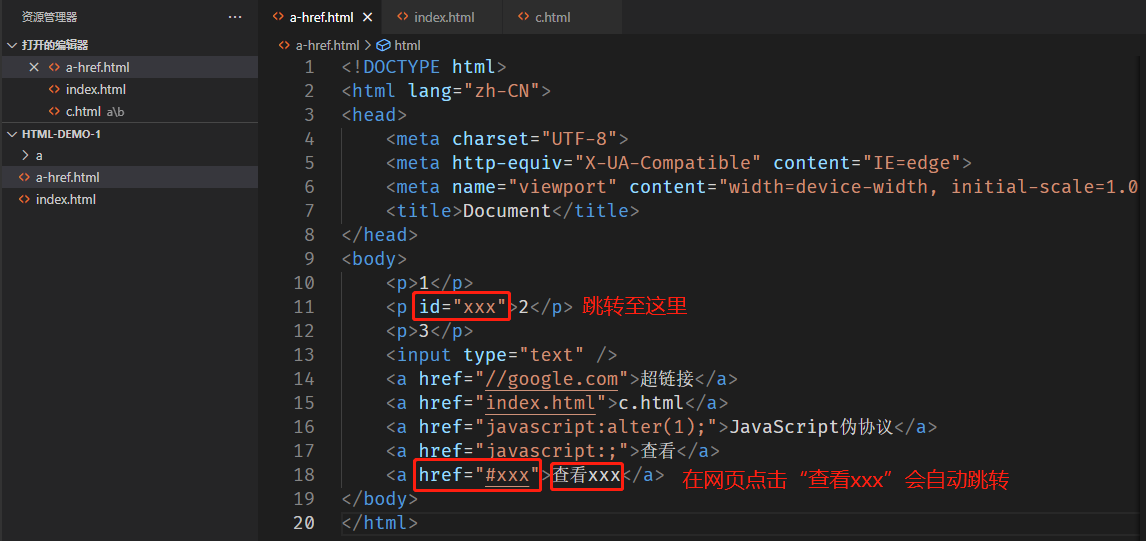 资源管理器
···
打开的编辑器
a-href.html
index.html
c.html a\b
HTML-DEMO-1
a
a-href.html
index.html
a-href.html
index.html
c.html
a-href.html > html
1 <!DOCTYPE html>
2 <html lang="zh-CN">
3 <head>
4 <meta charset="UTF-8">
5 <meta http-equiv="X-UA-Compatible" content="IE=edge">
6 <meta name="viewport" content="width=device-width, initial-scale=1.0
7 <title>Document</title>
8 </head>
9 <body>
10 <p>1</p>
11 <p id="xxx">2</p> 跳转至这里
12 <p>3</p>
13 <input type="text" />
14 <a href="//google.com">超链接</a>
15 <a href="index.html">c.html</a>
16 <a href="javascript:alter(1);">JavaScript伪协议</a>
17 <a href="javascript:;">查看</a>
18 <a href="#xxx">查看xxx</a> 在网页点击“查看xxx”会自动跳转
19 </body>
20 </html>